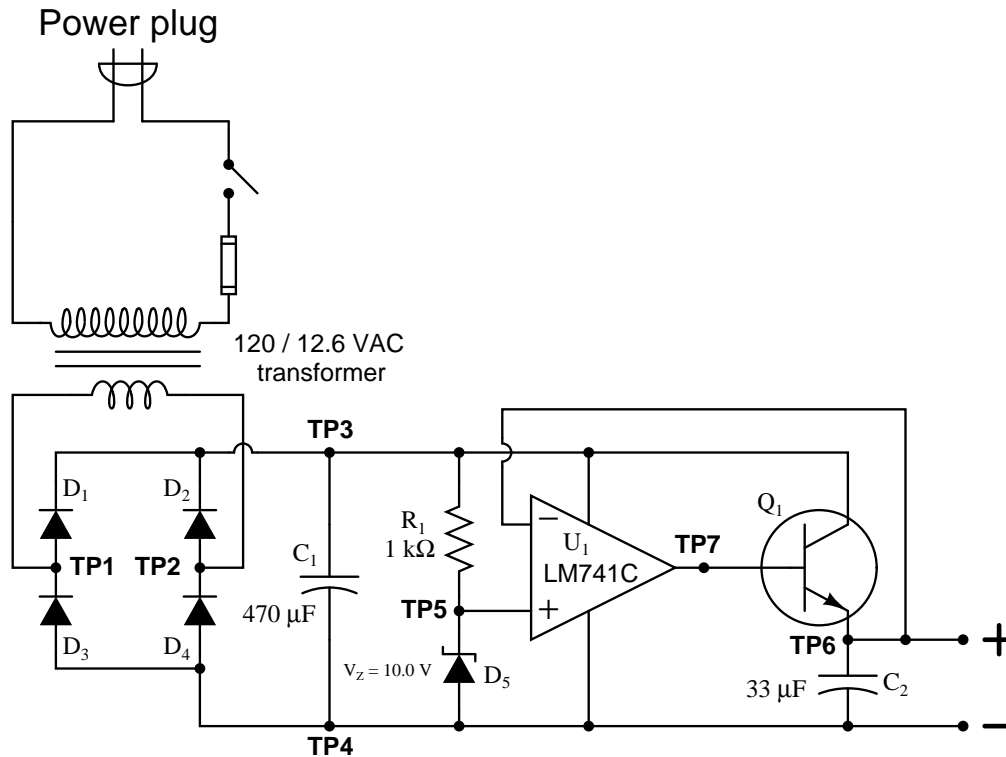 Power plug
120 / 12.6 VAC
transformer
TP3
D1
D2
R1
1 kΩ
C1
U1
LM741C
Q1
TP7
TP1
TP2
TP5
470 µF
D3
D4
VZ = 10.0 V
D5
TP6
+
33 µF
C2
TP4
−
−
+